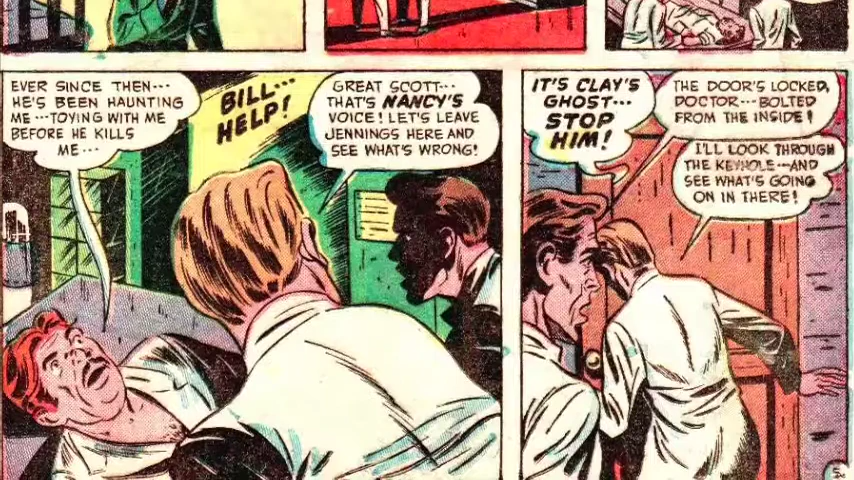 EVER SINCE THEN---
HE'S BEEN HAUNTING
ME---TOYING WITH ME
BEFORE HE KILLS
ME---
BILL---
HELP!
GREAT SCOTT---
THAT'S NANCY'S
VOICE! LET'S LEAVE
JENNINGS HERE AND
SEE WHAT'S WRONG!
IT'S CLAY'S
GHOST---
STOP
HIM!
THE DOOR'S LOCKED,
DOCTOR---BOLTED
FROM THE INSIDE!
I'LL LOOK THROUGH
THE KEYHOLE---AND
SEE WHAT'S GOING
ON IN THERE!